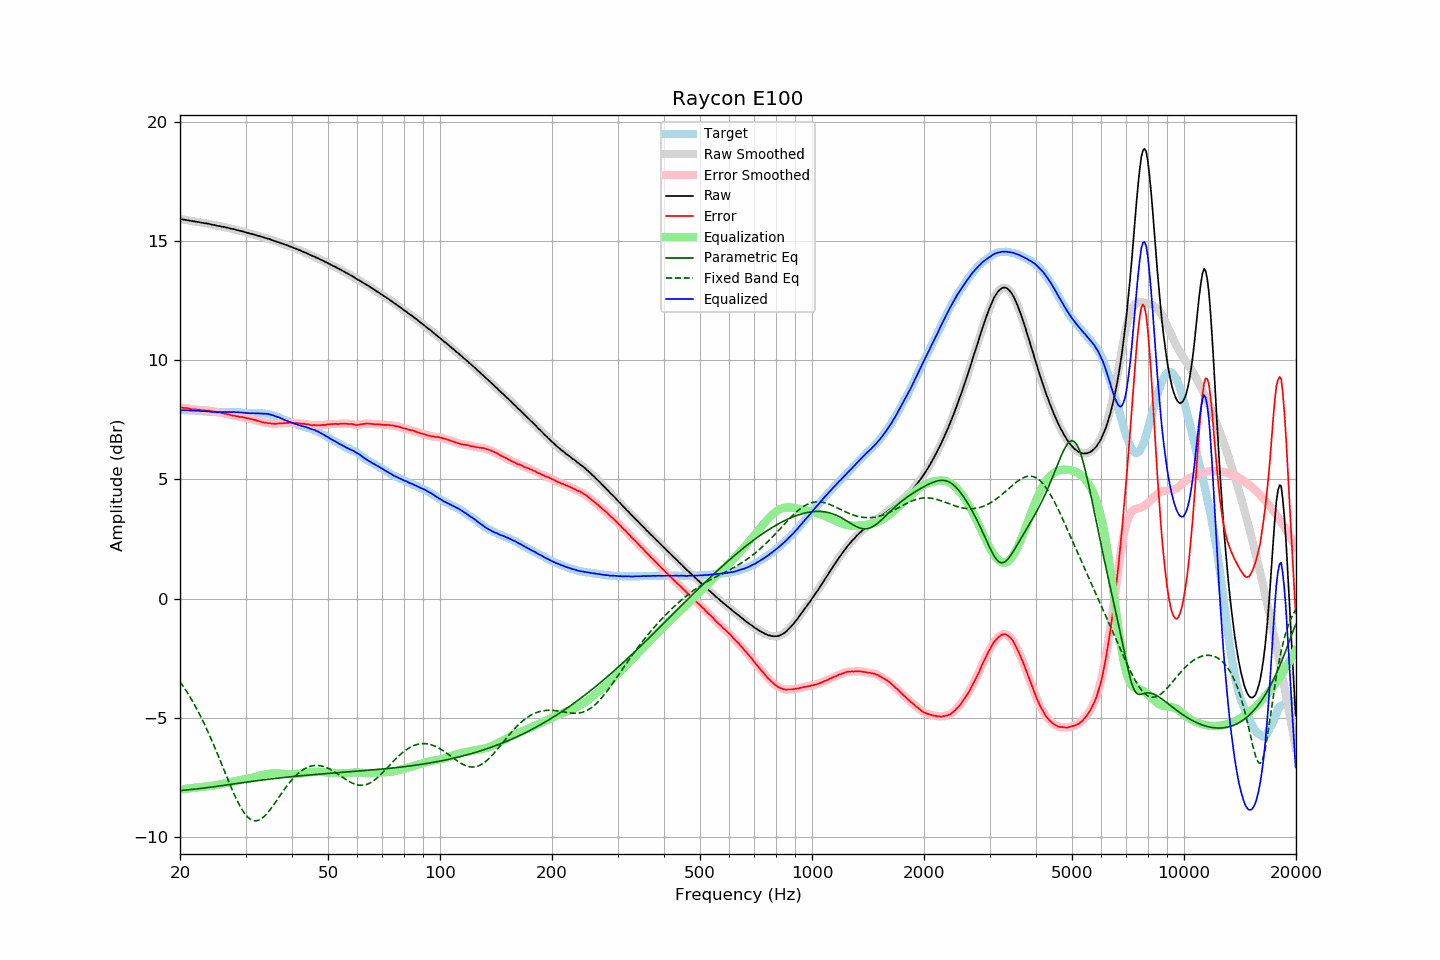 Raycon E100
Target
Raw Smoothed
Error Smoothed
Raw
Error
Equalization
Parametric Eq
Fixed Band Eq
Equalized
Amplitude (dBr)
20
15
10
5
0
−5
−10
20 50 100 200 500 1000 2000 5000 10000 20000
Frequency (Hz)